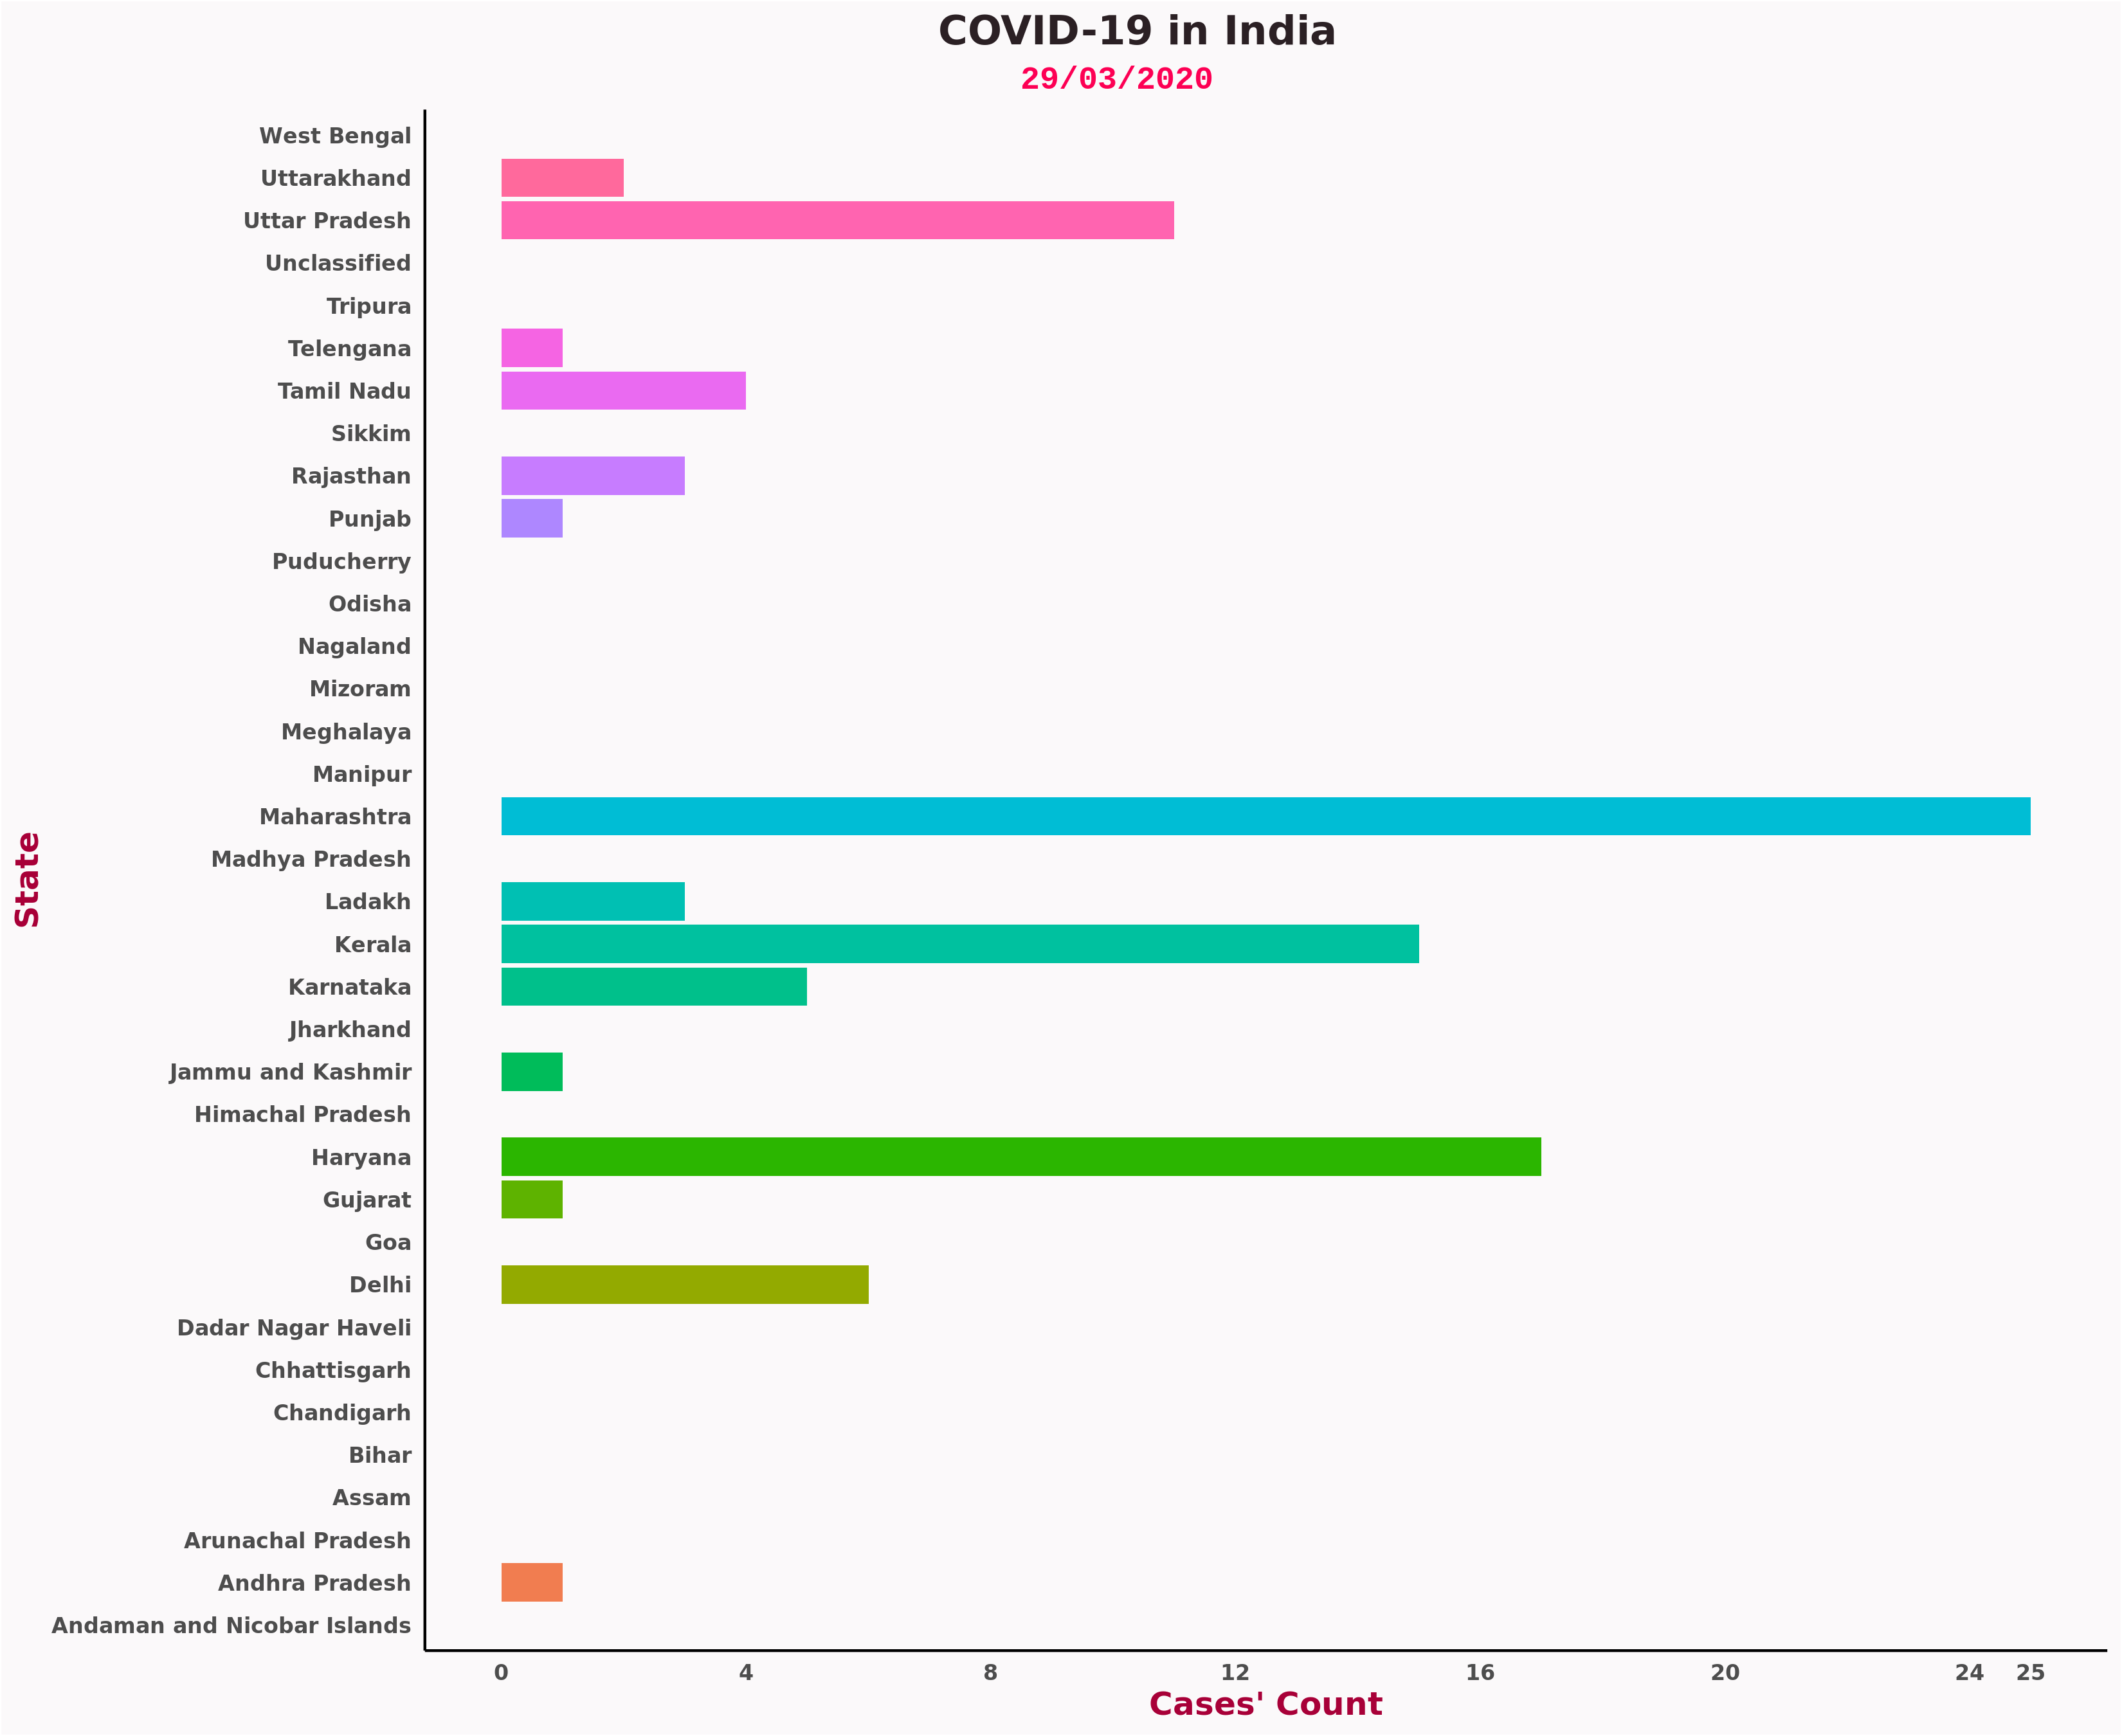 COVID-19 in India
29/03/2020
West Bengal
Uttarakhand
Uttar Pradesh
Unclassified
Tripura
Telengana
Tamil Nadu
Sikkim
Rajasthan
Punjab
Puducherry
Odisha
Nagaland
Mizoram
Meghalaya
Manipur
Maharashtra
Madhya Pradesh
Ladakh
Kerala
Karnataka
Jharkhand
Jammu and Kashmir
Himachal Pradesh
Haryana
Gujarat
Goa
Delhi
Dadar Nagar Haveli
Chhattisgarh
Chandigarh
Bihar
Assam
Arunachal Pradesh
Andhra Pradesh
Andaman and Nicobar Islands
State
0 4 8 12 16 20 24 25
Cases' Count